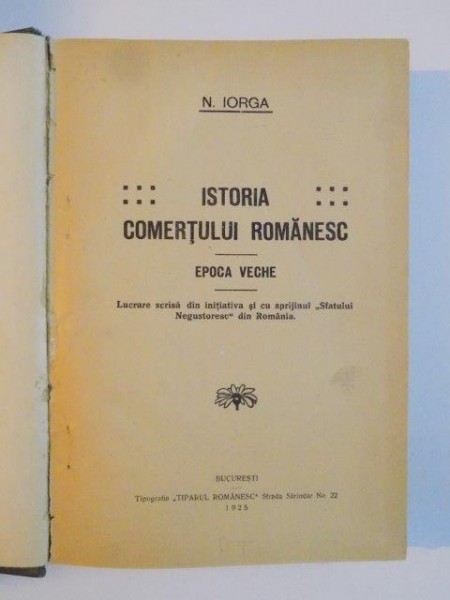 N. IORGA
ISTORIA
COMERȚULUI ROMĂNESC
EPOCA VECHE
Lucrare scrisă din inițiativa și cu sprijinul „Sfatului
Negustoresc“ din România.
BUCUREȘTI
Tipografie „TIPARUL ROMĂNESC“ Strada Sărindar No. 22
1925